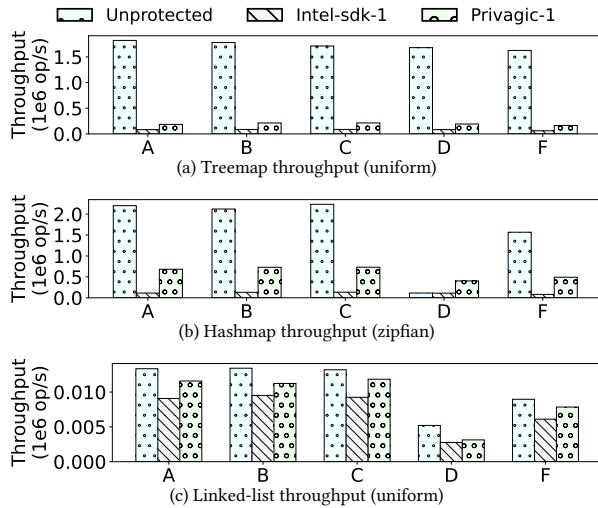 Unprotected Intel-sdk-1 Privagic-1
Throughput
(1e6 op/s)
1.5
1.0
0.5
0.0
A B C D F
(a) Treemap throughput (uniform)
Throughput
(1e6 op/s)
2.0
1.5
1.0
0.5
0.0
A B C D F
(b) Hashmap throughput (zipfian)
Throughput
(1e6 op/s)
0.010
0.005
0.000
A B C D F
(c) Linked-list throughput (uniform)